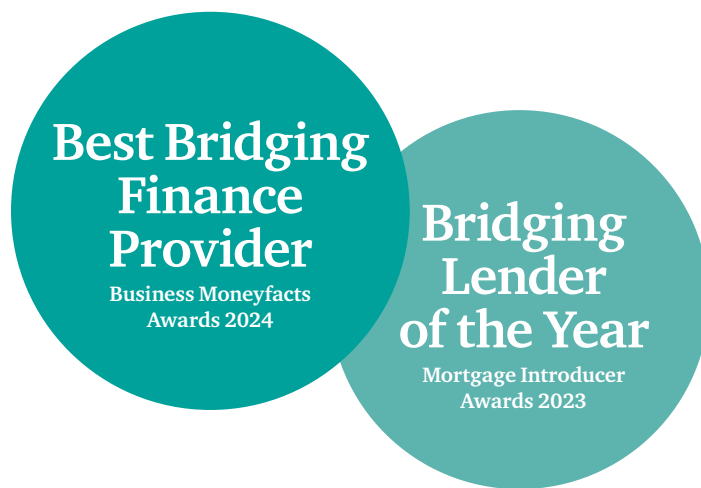 Best Bridging
Finance
Provider
Business Moneyfacts
Awards 2024
Bridging
Lender
of the Year
Mortgage Introducer
Awards 2023